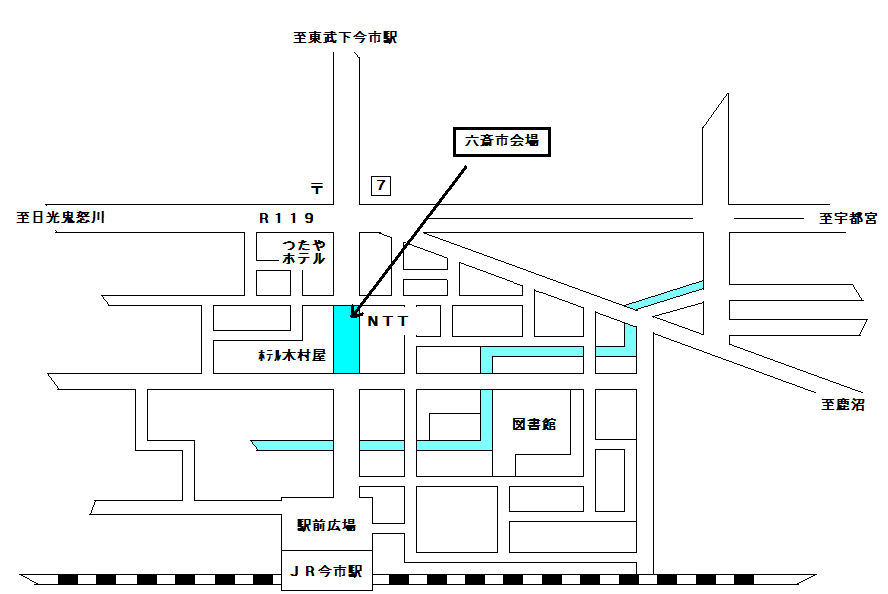 至東武下今市駅
六斎市会場
〒
7
至日光鬼怒川
R119
至宇都宮
つたや
ホテル
NTT
ホテル木村屋
至鹿沼
図書館
駅前広場
JR今市駅